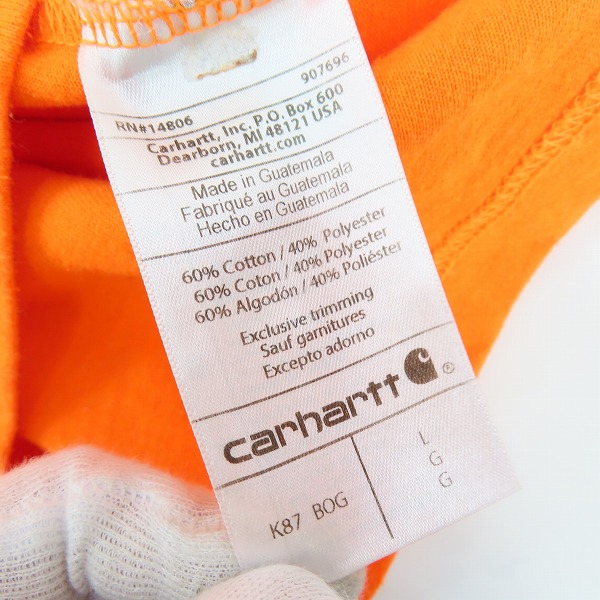 907696
RN#14806
Carhartt, Inc. P.O. Box 600
Dearborn, MI 48121 USA
carhartt.com
Made in Guatemala
Fabriqué au Guatemala
Hecho en Guatemala
60% Cotton / 40% Polyester
60% Coton / 40% Polyester
60% Algodón / 40% Poliéster
Exclusive trimming
Sauf garnitures
Excepto adorno
carhartt ®
K87 BOG
L
G
G